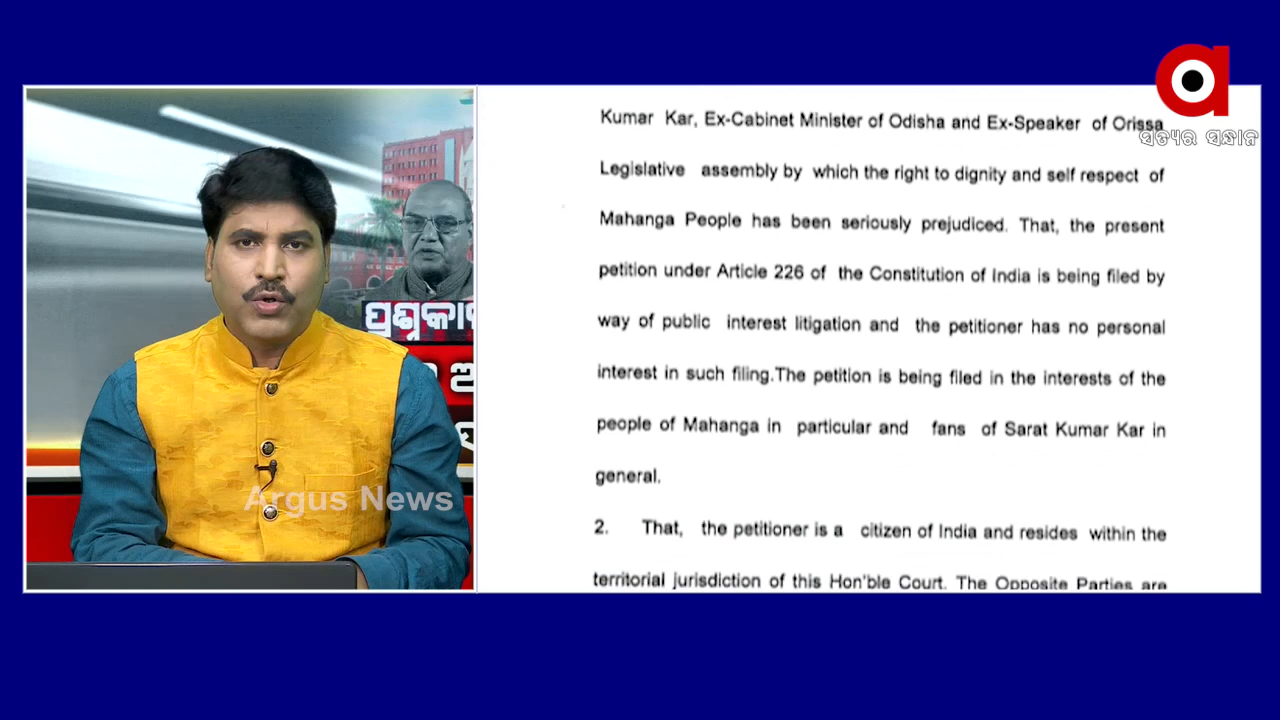 ସତ୍ୟର ସନ୍ଧାନ
ପ୍ରଶ୍ନକା
Argus News
Kumar Kar, Ex-Cabinet Minister of Odisha and Ex-Speaker of Orissa
Legislative assembly by which the right to dignity and self respect of
Mahanga People has been seriously prejudiced. That, the present
petition under Article 226 of the Constitution of India is being filed by
way of public interest litigation and the petitioner has no personal
interest in such filing.The petition is being filed in the interests of the
people of Mahanga in particular and fans of Sarat Kumar Kar in
general.
2. That, the petitioner is a citizen of India and resides within the
territorial jurisdiction of this Hon'ble Court. The Opposite Parties are